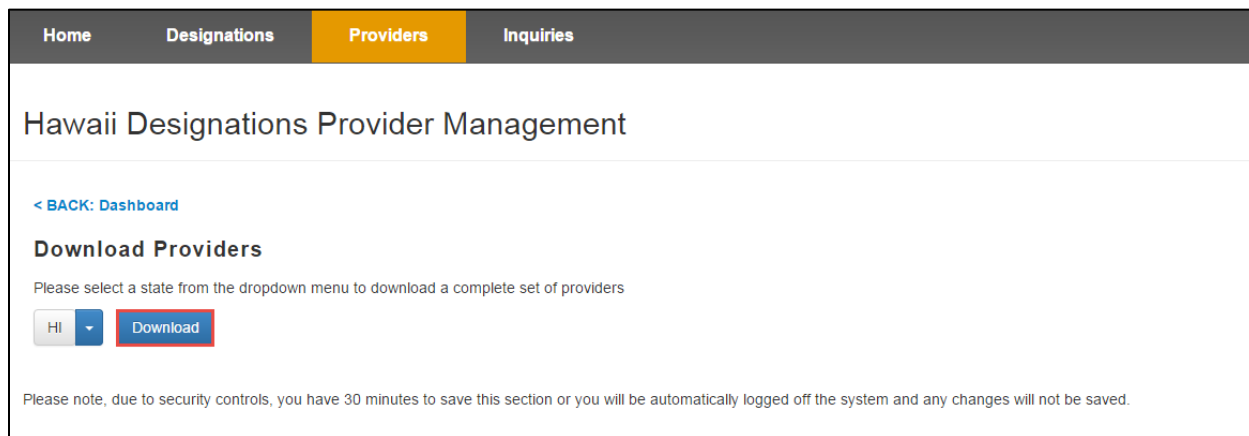 Home Designations Providers Inquiries
Hawaii Designations Provider Management
< BACK: Dashboard
Download Providers
Please select a state from the dropdown menu to download a complete set of providers
HI Download
Please note, due to security controls, you have 30 minutes to save this section or you will be automatically logged off the system and any changes will not be saved.